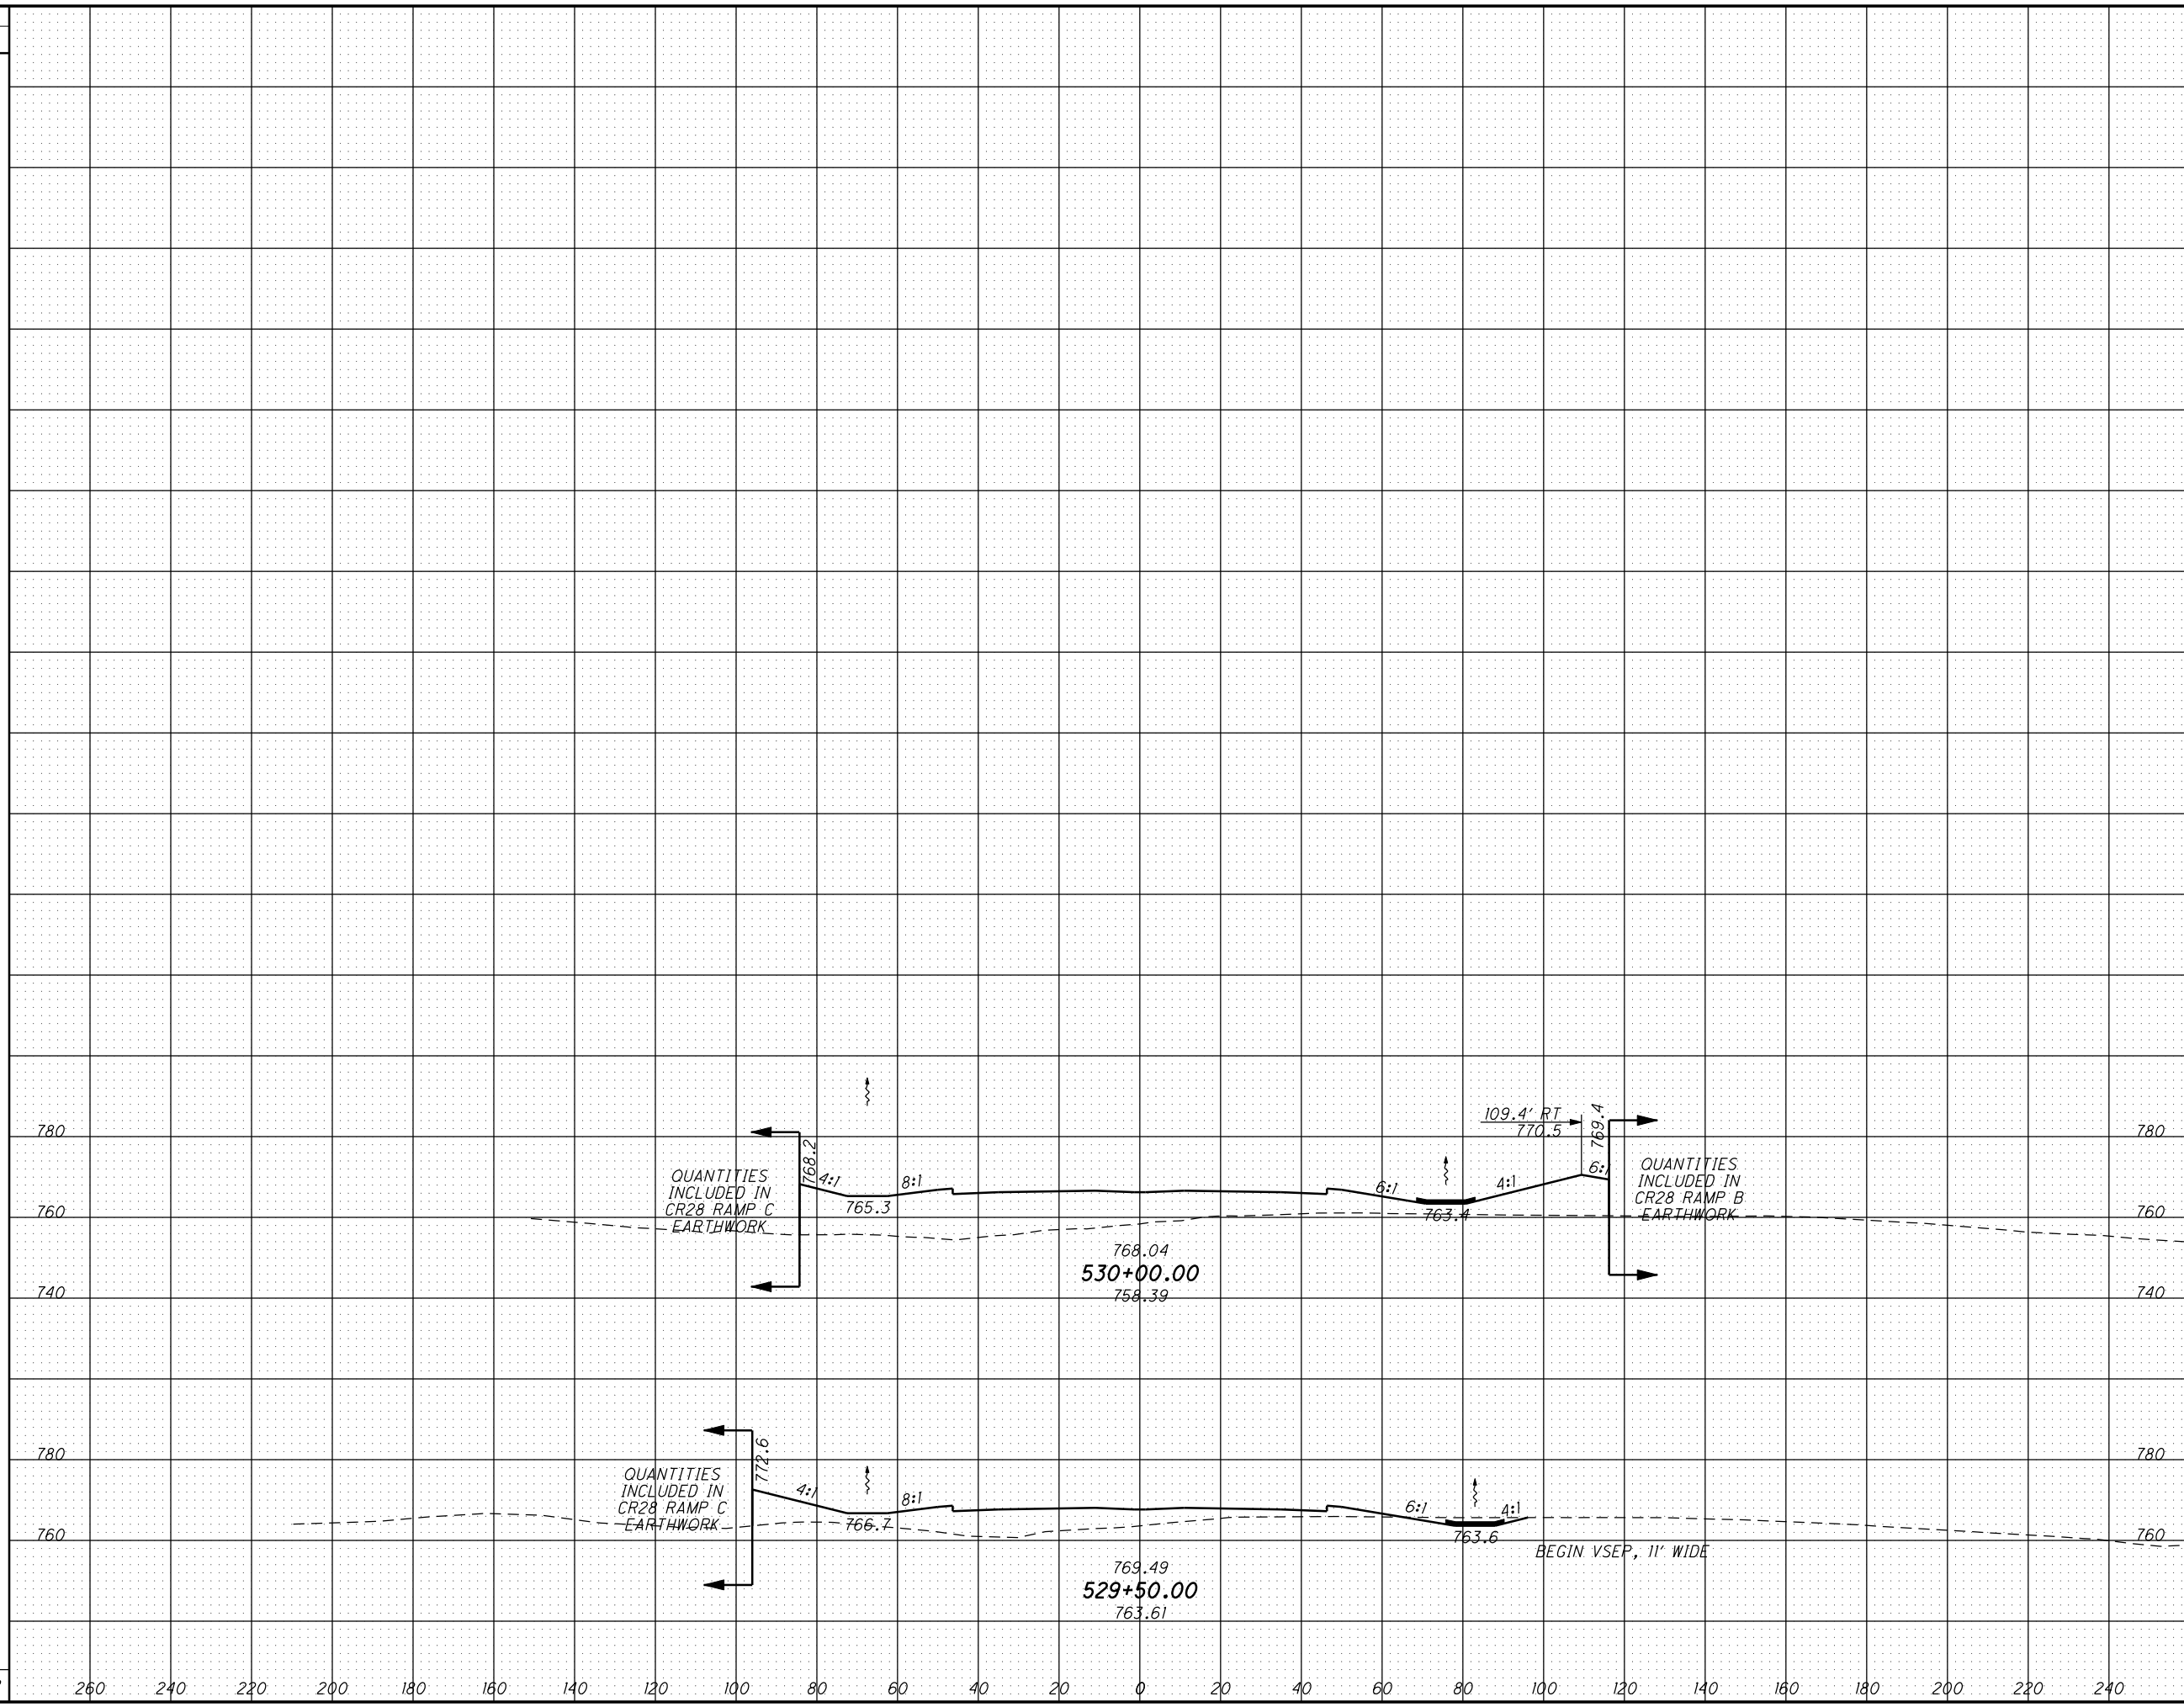 109.4' RT
770.5
769.4
780
780
768.2
QUANTITIES
INCLUDED IN
CR28 RAMP C
EARTHWORK
4:1
765.3
8:1
6:1
763.4
4:1
6:1
QUANTITIES
INCLUDED IN
CR28 RAMP B
EARTHWORK
760
760
768.04
530+00.00
758.39
740
740
780
780
772.6
QUANTITIES
INCLUDED IN
CR28 RAMP C
EARTHWORK
4:1
766.7
8:1
6:1
763.6
4:1
760
760
BEGIN VSEP, 11' WIDE
769.49
529+50.00
763.61
260 240 220 200 180 160 140 120 100 80 60 40 20 0 20 40 60 80 100 120 140 160 180 200 220 240